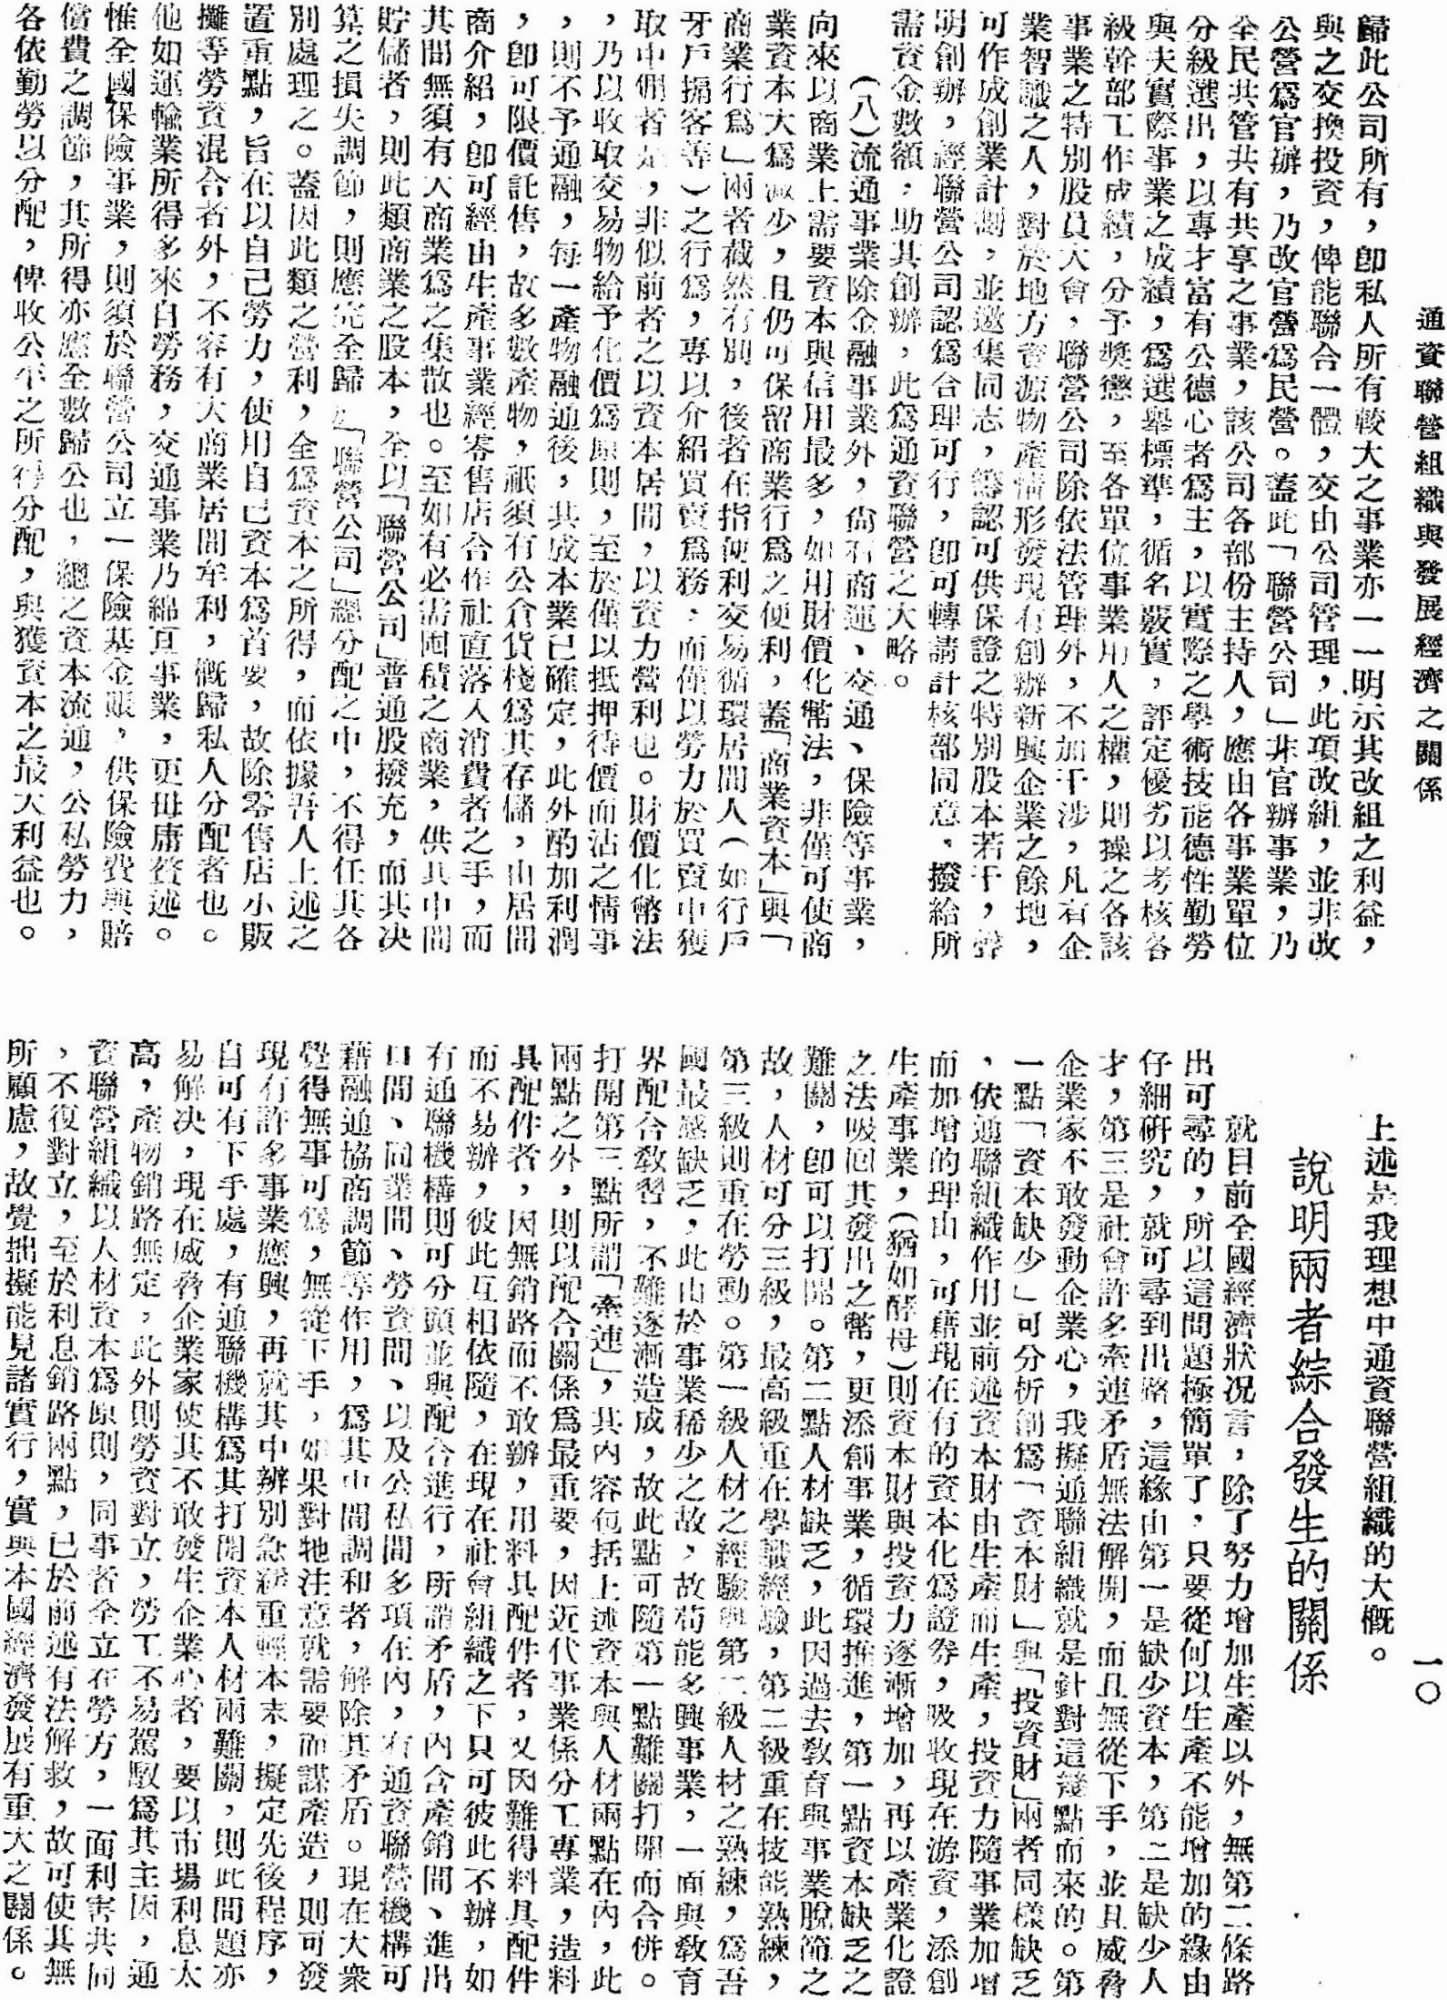 通資聯營組織與發展經濟之關係
一〇
歸此公司所有，卽私人所有較大之事業亦一一明示其改組之利益，
與之交換投資，俾能聯合一體，交由公司管理，此項改組，並非改
公營爲官辦，乃改官營爲民營。蓋此「聯營公司」非官辦事業，乃
全民共管共有共享之事業，該公司各部份主持人，應由各事業單位
分級選出，以專才富有公德心者爲主，以實際之學術技能德性勤勞
與夫實際事業之成績，爲選舉標準，循名嚴實，評定優劣以考核各
級幹部工作成績，分予獎懲，至各單位事業用人之權，則操之各該
事業之特別股員大會，聯營公司除依法管理外，不加干涉，凡有企
業智識之人，對於地方資源物產情形發現有創辦新興企業之餘地，
可作成創業計劃，並邀集同志，籌認可供保證之特別股本若干，聲
明創辦，經聯營公司認爲合理可行，卽可轉請計核部同意，撥給所
需資金數額，助其創辦，此爲通資聯營之大略。
（八）流通事業除金融事業外，尙有商運、交通、保險等事業，
向來以商業上需要資本與信用最多，如用財價化幣法，非僅可使商
業資本大爲減少，且仍可保留商業行爲之便利，蓋「商業資本」與「
商業行爲」兩者截然有別，後者在指便利交易循環居間人（如行戶
牙戶掮客等）之行爲，專以介紹買賣爲務，而僅以勞力於買賣中獲
取中佣者是，非似前者之以資本居間，以資力營利也。財價化幣法
，乃以收取交易物給予化價爲原則，至於僅以抵押待價而沽之情事
，則不予通融，每一產物融通後，其成本業已確定，此外酌加利潤
，卽可限價託售，故多數產物，祇須有公倉貨棧爲其存儲，由居間
商介紹，卽可經由生產事業經零售店合作社直落入消費者之手，而
其間無須有大商業爲之集散也。至如有必需囤積之商業，供其中間
貯儲者，則此類商業之股本，全以「聯營公司」普通股撥充，而其决
算之損失調節，則應完全歸入「聯營公司」總分配之中，不得任其各
別處理之。蓋因此類之營利，全爲資本之所得，而依據吾人上述之
置重點，旨在以自己勞力，使用自己資本爲首要，故除零售店小販
攤等勞資混合者外，不容有大商業居間牟利，概歸私人分配者也。
他如運輸業所得多來自勞務，交通事業乃綿亙事業，更毋庸贅述。
惟全國保險事業，則須於聯營公司立一保險基金賬，供保險費與賠
償費之調節，其所得亦應全數歸公也，總之資本流通，公私勞力，
各依勤勞以分配，俾收公平之所得分配，與獲資本之最大利益也。
上述是我理想中通資聯營組織的大概。
說明兩者綜合發生的關係
就目前全國經濟狀况言，除了努力增加生產以外，無第二條路
出可尋的，所以這問題極簡單了，只要從何以生產不能增加的緣由
仔細研究，就可尋到出路，這緣由第一是缺少資本，第二是缺少人
才，第三是社會許多牽連矛盾無法解開，而且無從下手，並且威脅
企業家不敢發動企業心，我擬通聯組織就是針對這幾點而來的。第
一點「資本缺少」可分析創爲「資本財」與「投資財」兩者同樣缺乏
，依通聯組織作用並前述資本財由生產而生產，投資力隨事業加增
而加增的理由，可藉現在有的資本化爲證券，吸收現在游資，添創
生產事業，（猶如酵母）則資本財與投資力逐漸增加，再以產業化證
之法吸回其發出之幣，更添創事業，循環推進，第一點資本缺乏之
難關，卽可以打開。第二點人材缺乏，此因過去敎育與事業脫節之
故，人材可分三級，最高級重在學識經驗，第二級重在技能熟練，
第三級則重在勞動。第一級人材之經驗與第二級人材之熟練，爲吾
國最感缺乏，此由於事業稀少之故，故苟能多興事業，一面與敎育
界配合敎習，不難逐漸造成，故此點可隨第一點難關打開而合併。
打開第三點所謂「牽連」，其內容包括上述資本與人材兩點在內，此
兩點之外，則以配合關係爲最重要，因近代事業係分工專業，造料
具配件者，因無銷路而不敢辦，用料具配件者，又因難得料具配件
而不易辦，彼此互相依隨，在現在社會組織之下只可彼此不辦，如
有通聯機構則可分頭並興配合進行，所謂矛盾，內含產銷間、進出
口間、同業間、勞資間、以及公私間多項在內，有通資聯營機構可
藉融通協商調節等作用，爲其中間調和者，解除其矛盾。現在大衆
覺得無事可爲，無從下手，如果對牠注意就需要而謀產造，則可發
現有許多事業應興，再就其中辨別急緩重輕本末，擬定先後程序，
自可有下手處，有通聯機構爲其打開資本人材兩難關，則此問題亦
易解決，現在威脅企業家使其不敢發生企業心者，要以市場利息太
高，產物銷路無定，此外則勞資對立，勞工不易駕馭爲其主因，通
資聯營組織以人材資本爲原則，同事者全立在勞方，一面利害共同
，不復對立，至於利息銷路兩點，已於前述有法解救，故可使其無
所顧慮，故覺拙擬能見諸實行，實與本國經濟發展有重大之關係。